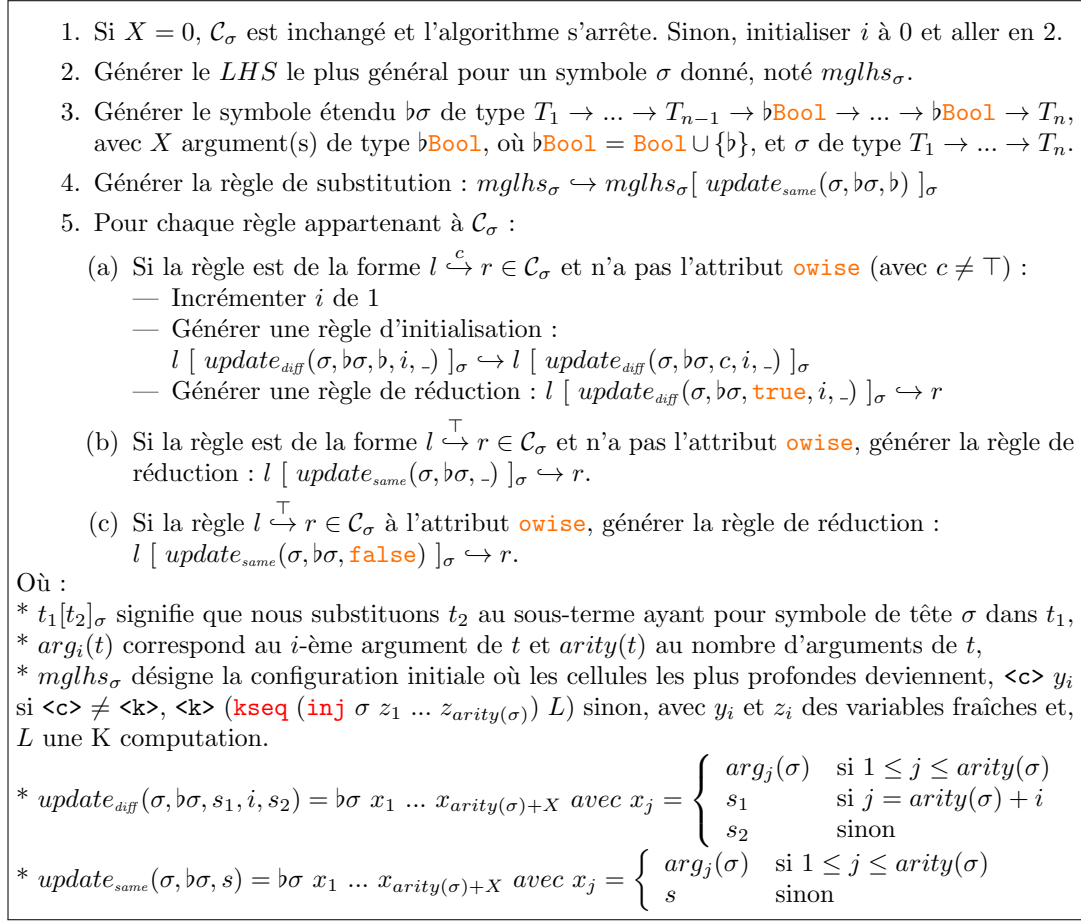 1. Si X = 0, 𝒞_σ est inchangé et l'algorithme s'arrête. Sinon, initialiser i à 0 et aller en 2.
2. Générer le LHS le plus général pour un symbole σ donné, noté mglhs_σ.
3. Générer le symbole étendu ♭σ de type T_1 → ... → T_{n−1} → ♭Bool → ... → ♭Bool → T_n,
avec X argument(s) de type ♭Bool, où ♭Bool = Bool ∪ {♭}, et σ de type T_1 → ... → T_n.
4. Générer la règle de substitution : mglhs_σ ↪ mglhs_σ[ update_same(σ, ♭σ, ♭) ]_σ
5. Pour chaque règle appartenant à 𝒞_σ :
(a) Si la règle est de la forme l ↪^c r ∈ 𝒞_σ et n'a pas l'attribut owise (avec c ≠ ⊤) :
— Incrémenter i de 1
— Générer une règle d'initialisation :
l [ update_diff(σ, ♭σ, ♭, i, _) ]_σ ↪ l [ update_diff(σ, ♭σ, c, i, _) ]_σ
— Générer une règle de réduction : l [ update_diff(σ, ♭σ, true, i, _) ]_σ ↪ r
(b) Si la règle est de la forme l ↪^⊤ r ∈ 𝒞_σ et n'a pas l'attribut owise, générer la règle de
réduction : l [ update_same(σ, ♭σ, _) ]_σ ↪ r.
(c) Si la règle l ↪^⊤ r ∈ 𝒞_σ à l'attribut owise, générer la règle de réduction :
l [ update_same(σ, ♭σ, false) ]_σ ↪ r.
Où :
* t_1[t_2]_σ signifie que nous substituons t_2 au sous-terme ayant pour symbole de tête σ dans t_1,
* arg_i(t) correspond au i-ème argument de t et arity(t) au nombre d'arguments de t,
* mglhs_σ désigne la configuration initiale où les cellules les plus profondes deviennent, <c> y_i
si <c> ≠ <k>, <k> (kseq (inj σ z_1 ... z_{arity(σ)}) L) sinon, avec y_i et z_i des variables fraîches et,
L une K computation.
* update_diff(σ, ♭σ, s_1, i, s_2) = ♭σ x_1 ... x_{arity(σ)+X} avec x_j = { arg_j(σ) si 1 ≤ j ≤ arity(σ)
s_1 si j = arity(σ) + i
s_2 sinon
* update_same(σ, ♭σ, s) = ♭σ x_1 ... x_{arity(σ)+X} avec x_j = { arg_j(σ) si 1 ≤ j ≤ arity(σ)
s sinon